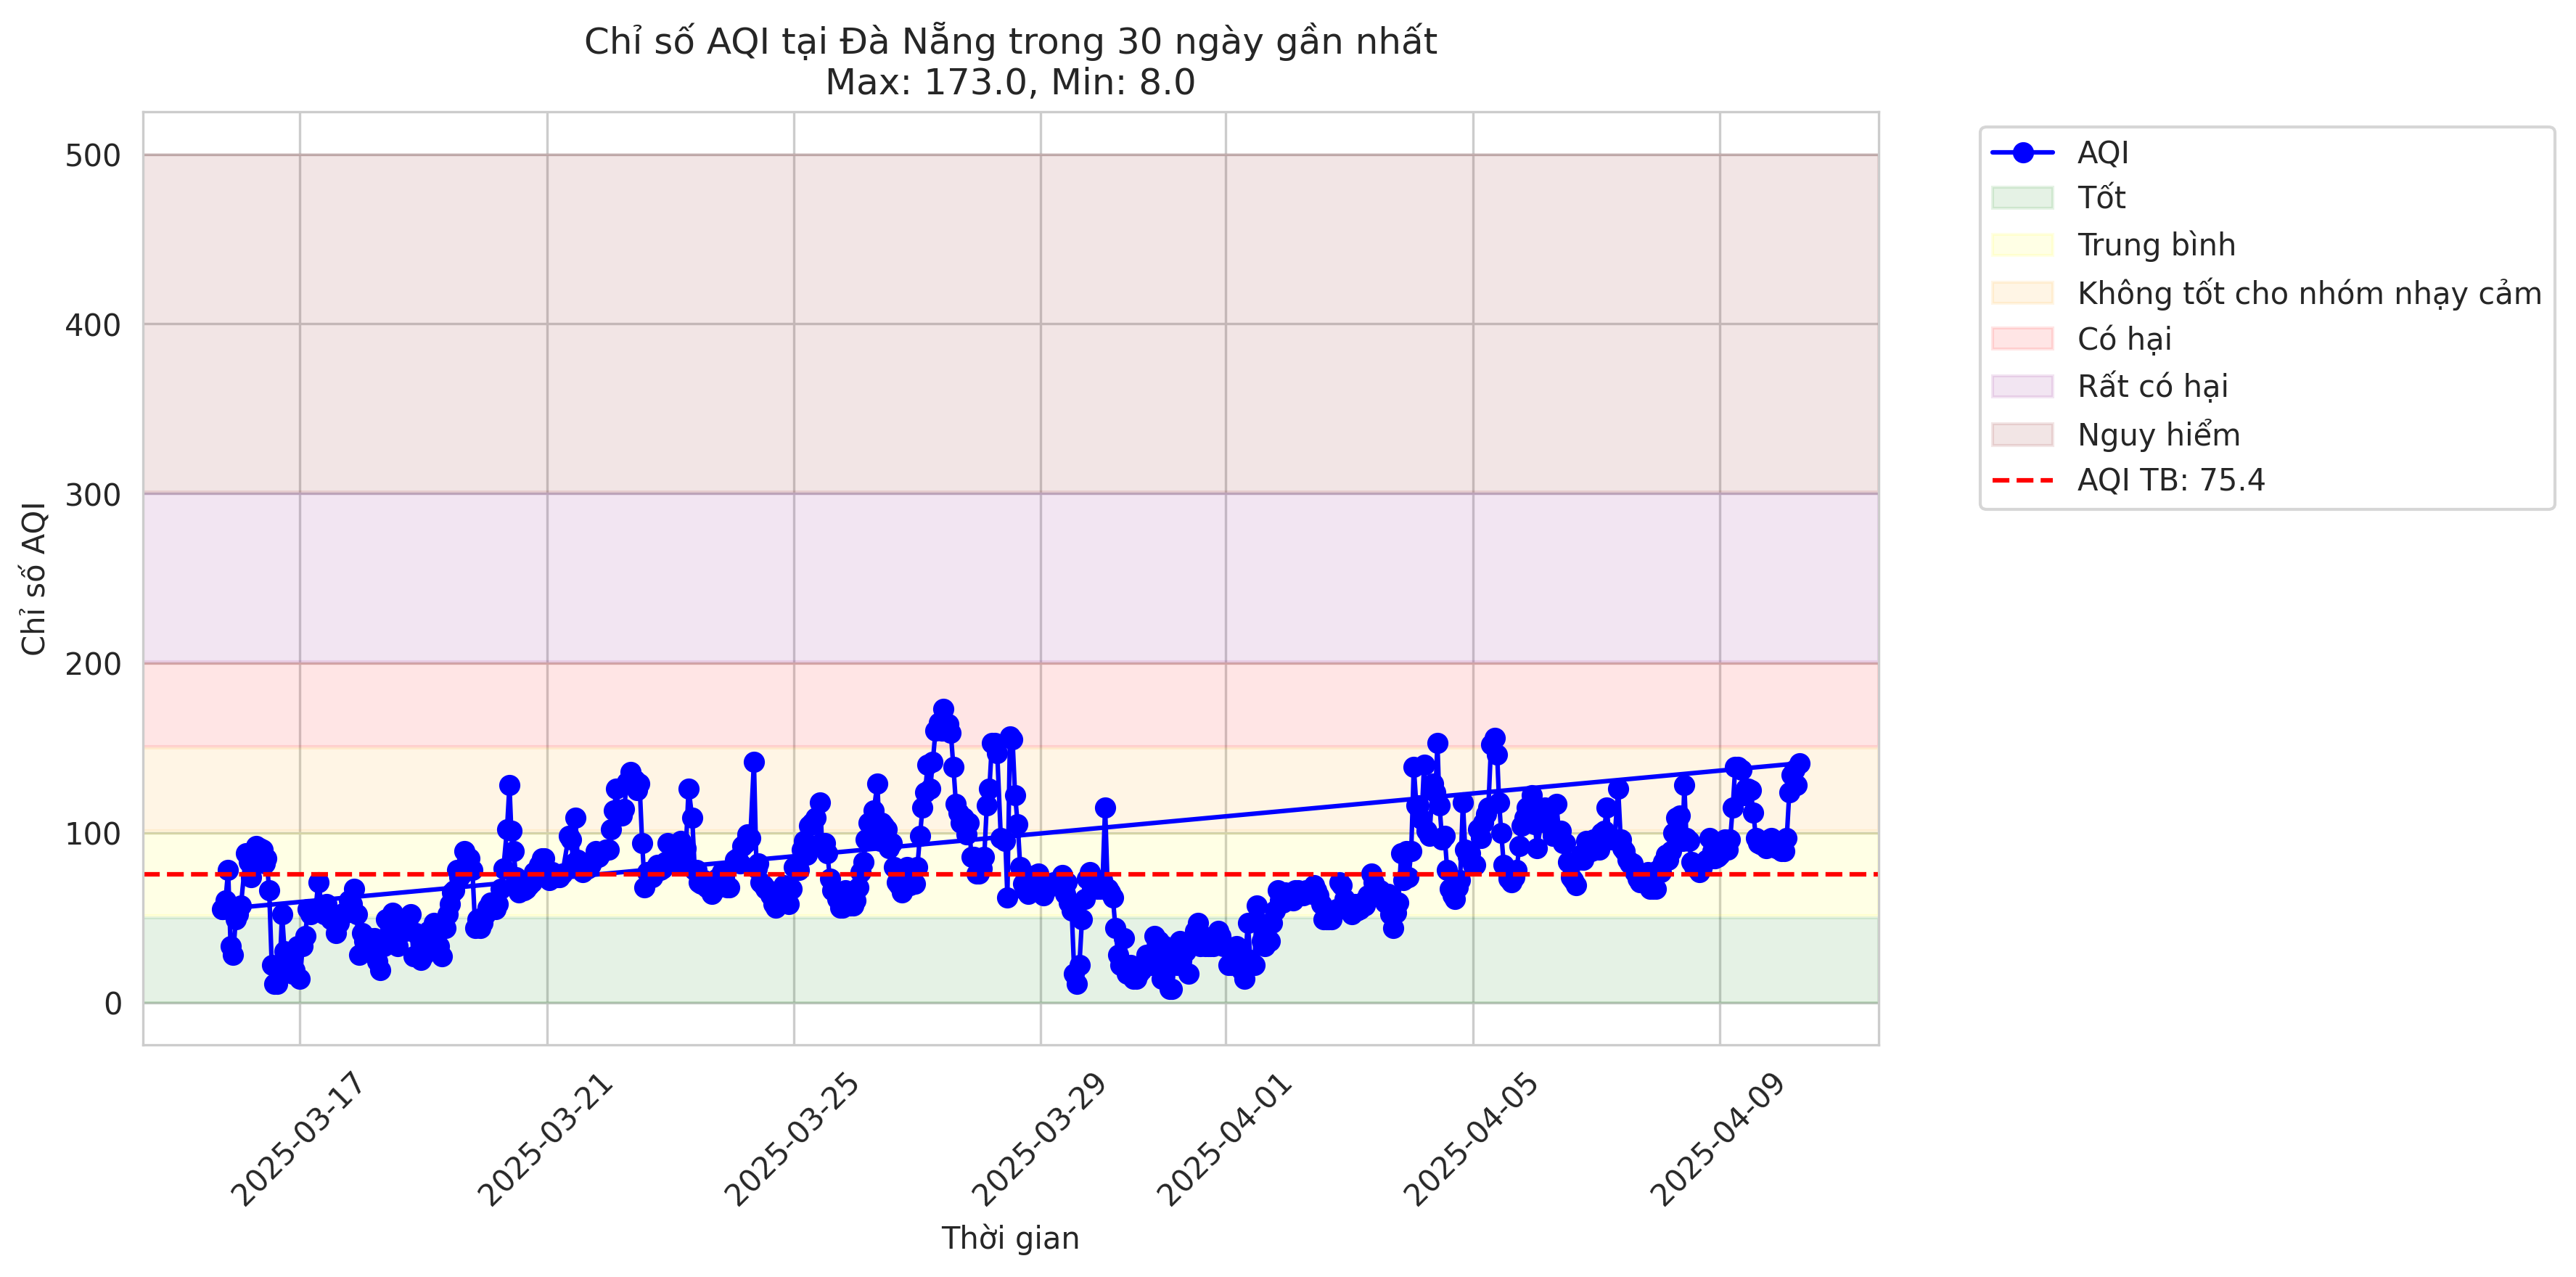 Chỉ số AQI tại Đà Nẵng trong 30 ngày gần nhất
Max: 173.0, Min: 8.0
Chỉ số AQI
500
400
300
200
100
0
2025-03-17
2025-03-21
2025-03-25
2025-03-29
2025-04-01
2025-04-05
2025-04-09
Thời gian
AQI
Tốt
Trung bình
Không tốt cho nhóm nhạy cảm
Có hại
Rất có hại
Nguy hiểm
AQI TB: 75.4